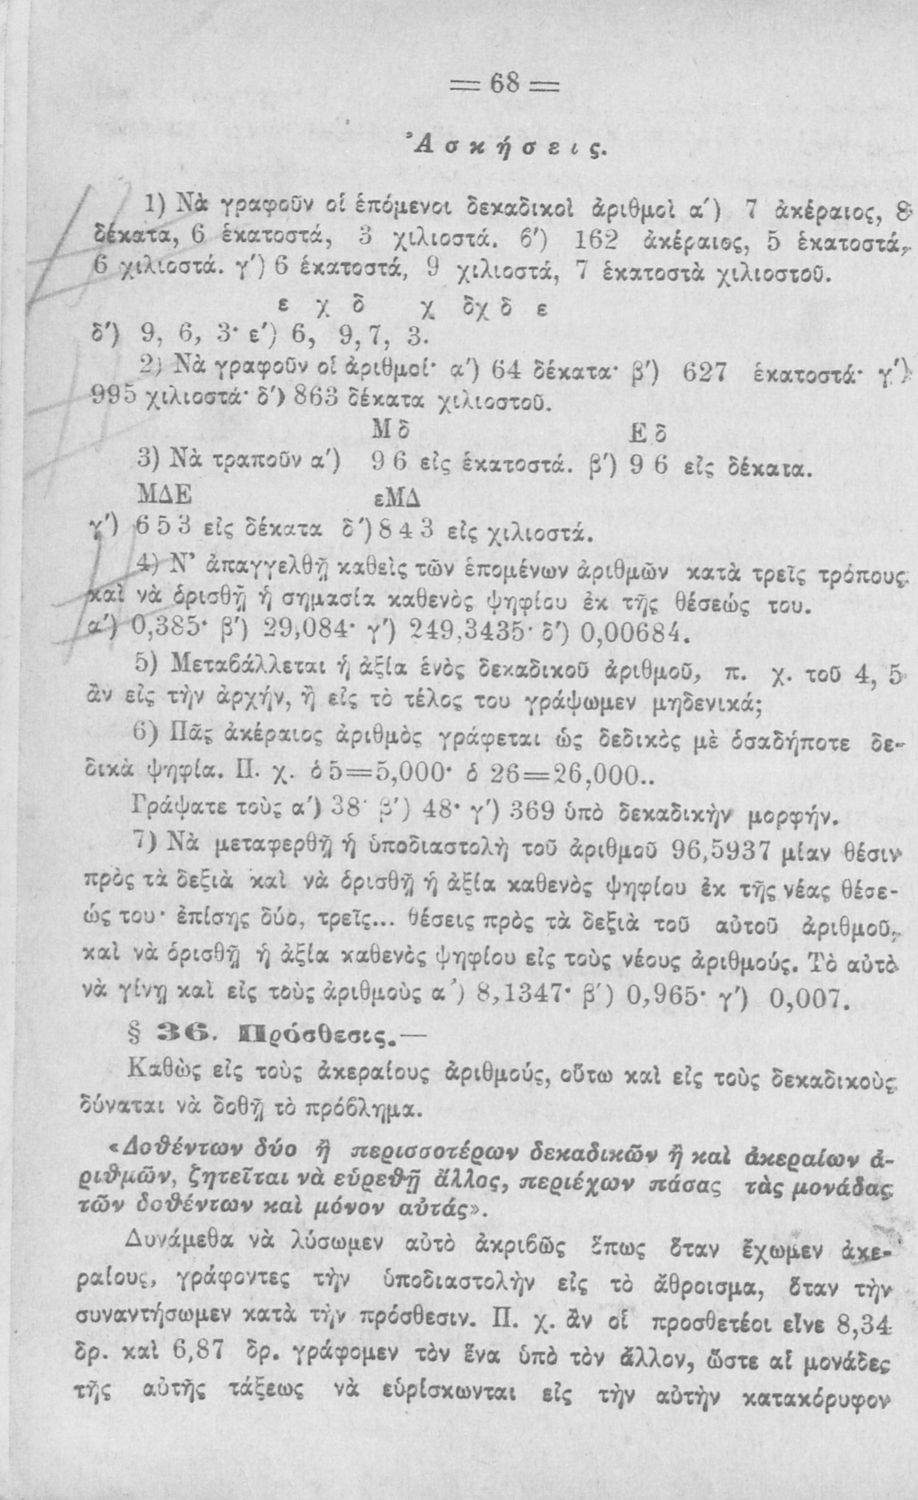 = 68 =
Ἀσκήσεις.
1) Νὰ γραφοῦν οἱ ἑπόμενοι δεκαδικοὶ ἀριθμοὶ α΄) 7 ἀκέραιος, 8
δέκατα, 6 ἑκατοστά, 3 χιλιοστά. β΄) 162 ἀκέραιος, 5 ἑκατοστά,
6 χιλιοστά. γ΄) 6 ἑκατοστά, 9 χιλιοστά, 7 ἑκατοστὰ χιλιοστοῦ.
ε χ δ χ δχ δ ε
δ΄) 9, 6, 3· ε΄) 6, 9, 7, 3.
2) Νὰ γραφοῦν οἱ ἀριθμοί· α΄) 64 δέκατα· β΄) 627 ἑκατοστά· γ΄)
995 χιλιοστά· δ΄) 863 δέκατα χιλιοστοῦ.
Μ δ Ε δ
3) Νὰ τραποῦν α΄) 9 6 εἰς ἑκατοστά. β΄) 9 6 εἰς δέκατα.
ΜΔΕ εΜΔ
γ΄) 6 5 3 εἰς δέκατα δ΄) 8 4 3 εἰς χιλιοστά.
4) Ν' ἀπαγγελθῇ καθεὶς τῶν ἑπομένων ἀριθμῶν κατὰ τρεῖς τρόπους
καὶ νὰ ὁρισθῇ ἡ σημασία καθενὸς ψηφίου ἐκ τῆς θέσεώς του.
α΄) 0,385· β΄) 29,084· γ΄) 249,3435· δ΄) 0,00684.
5) Μεταβάλλεται ἡ ἀξία ἑνὸς δεκαδικοῦ ἀριθμοῦ, π. χ. τοῦ 4, 5
ἂν εἰς τὴν ἀρχήν, ἢ εἰς τὸ τέλος του γράψωμεν μηδενικά;
6) Πᾶς ἀκέραιος ἀριθμὸς γράφεται ὡς δεδικὸς μὲ ὁσαδήποτε δε-
δικὰ ψηφία. Π. χ. ὁ 5=5,000· ὁ 26=26,000..
Γράψατε τοὺς α΄) 38· β΄) 48· γ΄) 369 ὑπὸ δεκαδικὴν μορφήν.
7) Νὰ μεταφερθῇ ἡ ὑποδιαστολὴ τοῦ ἀριθμοῦ 96,5937 μίαν θέσιν
πρὸς τὰ δεξιὰ καὶ νὰ ὁρισθῇ ἡ ἀξία καθενὸς ψηφίου ἐκ τῆς νέας θέσε-
ώς του· ἐπίσης δύο, τρεῖς... θέσεις πρὸς τὰ δεξιὰ τοῦ αὐτοῦ ἀριθμοῦ,
καὶ νὰ ὁρισθῇ ἡ ἀξία καθενὸς ψηφίου εἰς τοὺς νέους ἀριθμούς. Τὸ αὐτὸ
νὰ γίνῃ καὶ εἰς τοὺς ἀριθμοὺς α΄) 8,1347· β΄) 0,965· γ΄) 0,007.
§ 36. Πρόσθεσις.—
Καθὼς εἰς τοὺς ἀκεραίους ἀριθμούς, οὕτω καὶ εἰς τοὺς δεκαδικοὺς
δύναται νὰ δοθῇ τὸ πρόβλημα.
«Δοθέντων δύο ἢ περισσοτέρων δεκαδικῶν ἢ καὶ ἀκεραίων ἀ-
ριθμῶν, ζητεῖται νὰ εὑρεθῇ ἄλλος, περιέχων πάσας τὰς μονάδας
τῶν δοθέντων καὶ μόνον αὐτάς».
Δυνάμεθα νὰ λύσωμεν αὐτὸ ἀκριβῶς ὅπως ὅταν ἔχωμεν ἀκε-
ραίους, γράφοντες τὴν ὑποδιαστολὴν εἰς τὸ ἄθροισμα, ὅταν τὴν
συναντήσωμεν κατὰ τὴν πρόσθεσιν. Π. χ. ἂν οἱ προσθετέοι εἶνε 8,34
δρ. καὶ 6,87 δρ. γράφομεν τὸν ἕνα ὑπὸ τὸν ἄλλον, ὥστε αἱ μονάδες
τῆς αὐτῆς τάξεως νὰ εὑρίσκωνται εἰς τὴν αὐτὴν κατακόρυφον